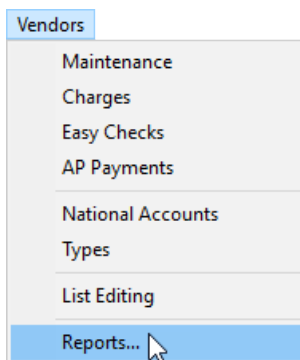 Vendors
Maintenance
Charges
Easy Checks
AP Payments
National Accounts
Types
List Editing
Reports...